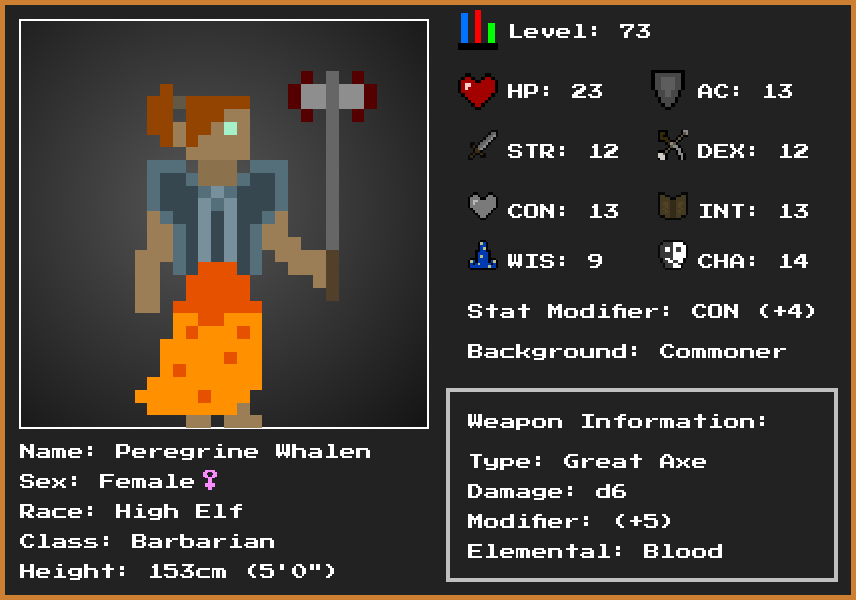 Level: 73
HP: 23 AC: 13
STR: 12 DEX: 12
CON: 13 INT: 13
WIS: 9 CHA: 14
Stat Modifier: CON (+4)
Background: Commoner
Weapon Information:
Type: Great Axe
Damage: d6
Modifier: (+5)
Elemental: Blood
Name: Peregrine Whalen
Sex: Female♀
Race: High Elf
Class: Barbarian
Height: 153cm (5'0")